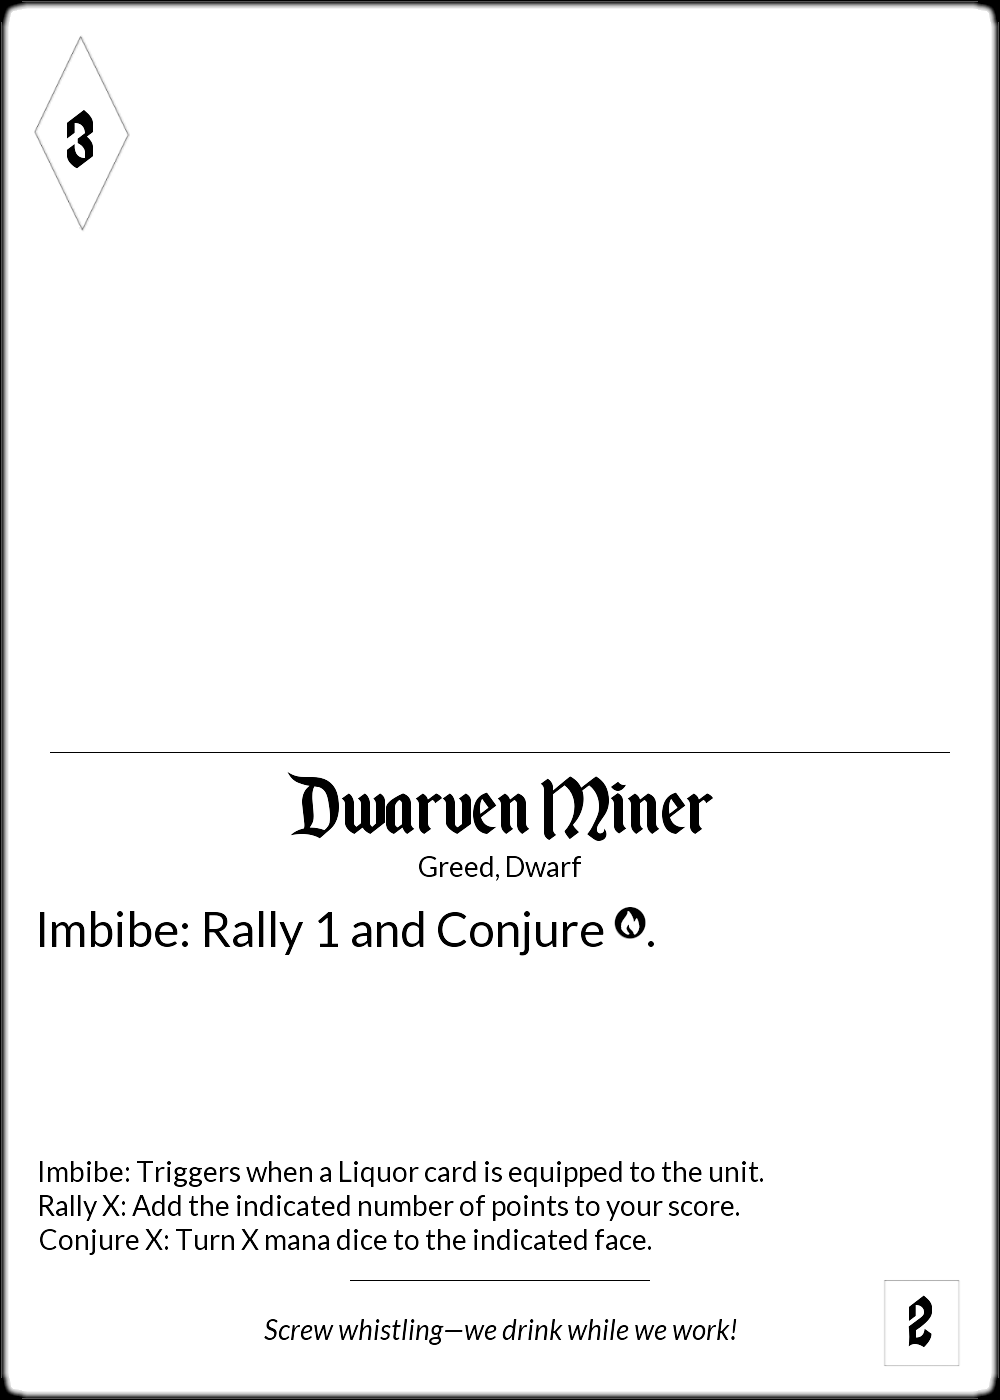 3
Dwarven Miner
Greed, Dwarf
Imbibe: Rally 1 and Conjure .
Imbibe: Triggers when a Liquor card is equipped to the unit.
Rally X: Add the indicated number of points to your score.
Conjure X: Turn X mana dice to the indicated face.
Screw whistling—we drink while we work!
2